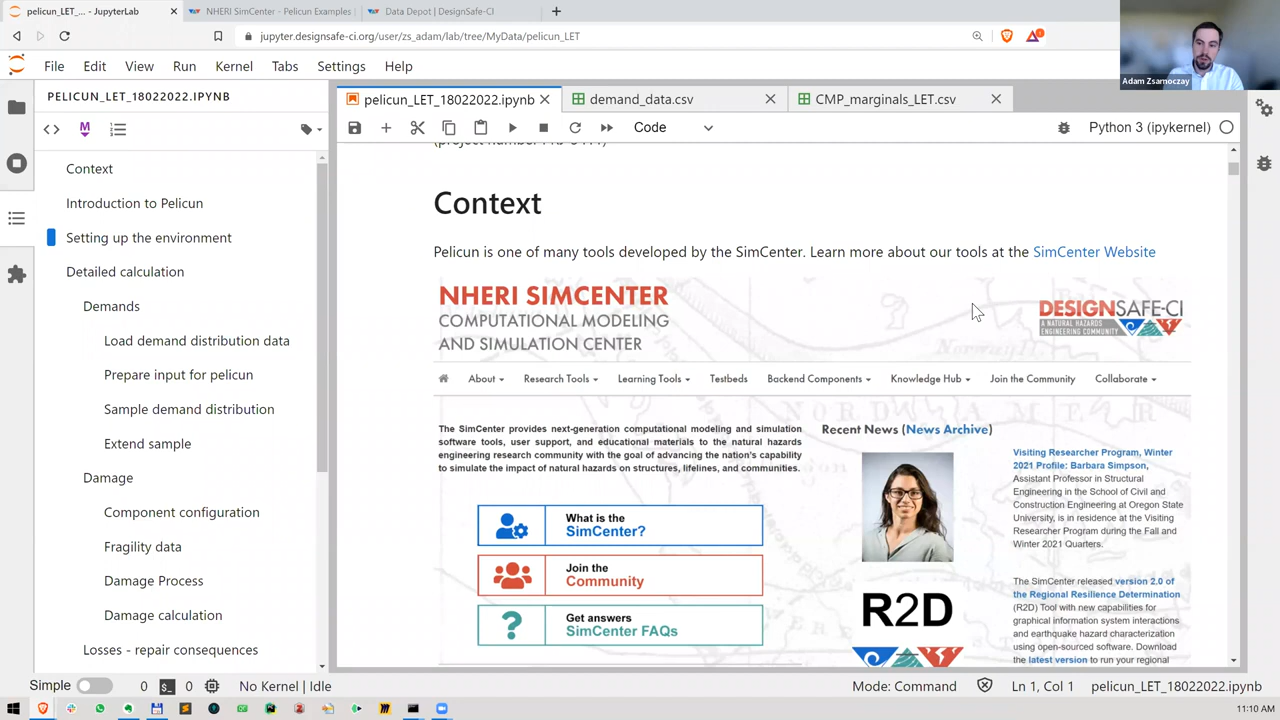 pelicun_LET_... - JupyterLab
NHERI SimCenter - Pelicun Examples
Data Depot | DesignSafe-CI
jupyter.designsafe-ci.org/user/zs_adam/lab/tree/MyData/pelicun_LET
Adam Zsarnoczay
File Edit View Run Kernel Tabs Settings Help
PELICUN_LET_18022022.IPYNB
pelicun_LET_18022022.ipynb
demand_data.csv
CMP_marginals_LET.csv
Code
Python 3 (ipykernel)
Context
Introduction to Pelicun
Setting up the environment
Detailed calculation
Demands
Load demand distribution data
Prepare input for pelicun
Sample demand distribution
Extend sample
Damage
Component configuration
Fragility data
Damage Process
Damage calculation
Losses - repair consequences
Context
Pelicun is one of many tools developed by the SimCenter. Learn more about our tools at the SimCenter Website
NHERI SIMCENTER
COMPUTATIONAL MODELING
AND SIMULATION CENTER
DESIGNSAFE-CI
A NATURAL HAZARDS
ENGINEERING COMMUNITY
About Research Tools Learning Tools Testbeds Backend Components Knowledge Hub Join the Community Collaborate
The SimCenter provides next-generation computational modeling and simulation
software tools, user support, and educational materials to the natural hazards
engineering research community with the goal of advancing the nation's capability
to simulate the impact of natural hazards on structures, lifelines, and communities.
What is the
SimCenter?
Join the
Community
Get answers
SimCenter FAQs
Recent News (News Archive)
Visiting Researcher Program, Winter
2021 Profile: Barbara Simpson,
Assistant Professor in Structural
Engineering in the School of Civil and
Construction Engineering at Oregon State
University, is in residence at the Visiting
Researcher Program during the Fall and
Winter 2021 Quarters.
R2D
The SimCenter released version 2.0 of
the Regional Resilience Determination
(R2D) Tool with new capabilities for
graphical information system interactions
and earthquake hazard characterization
using open-sourced software. Download
the latest version to run your regional
Simple 0 0 No Kernel | Idle
Mode: Command Ln 1, Col 1 pelicun_LET_18022022.ipynb
11:10 AM